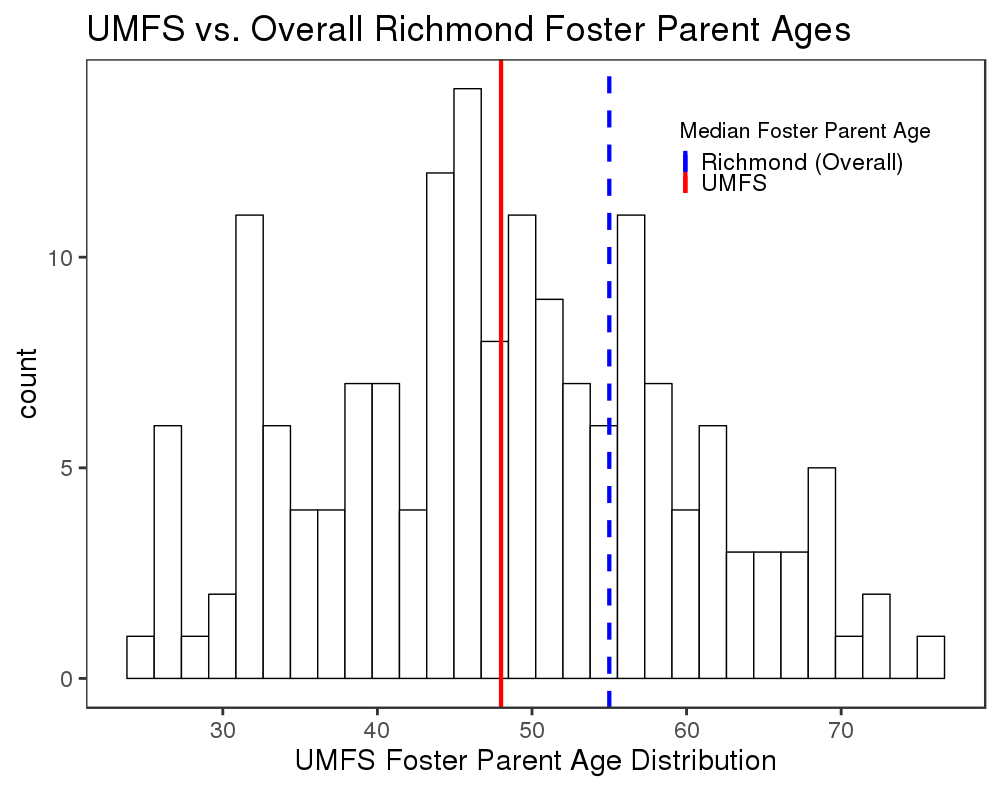 UMFS vs. Overall Richmond Foster Parent Ages
Median Foster Parent Age
Richmond (Overall)
UMFS
count
10
5
0
30 40 50 60 70
UMFS Foster Parent Age Distribution